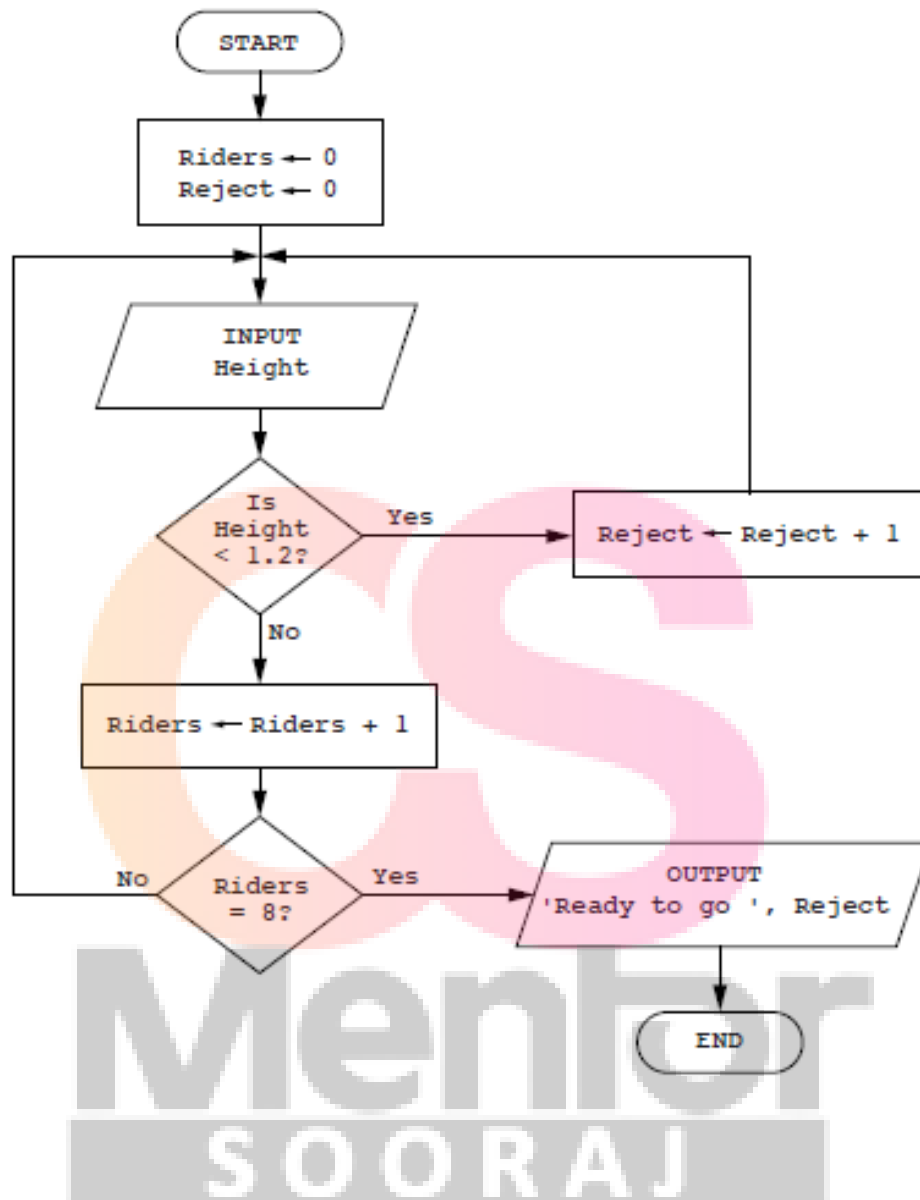 START
Riders ← 0
Reject ← 0
INPUT
Height
Is
Height
< 1.2?
Yes
Reject ← Reject + 1
No
Riders ← Riders + 1
Riders
= 8?
No
Yes
OUTPUT
'Ready to go ', Reject
END
CS
Mentor
SOORAJ